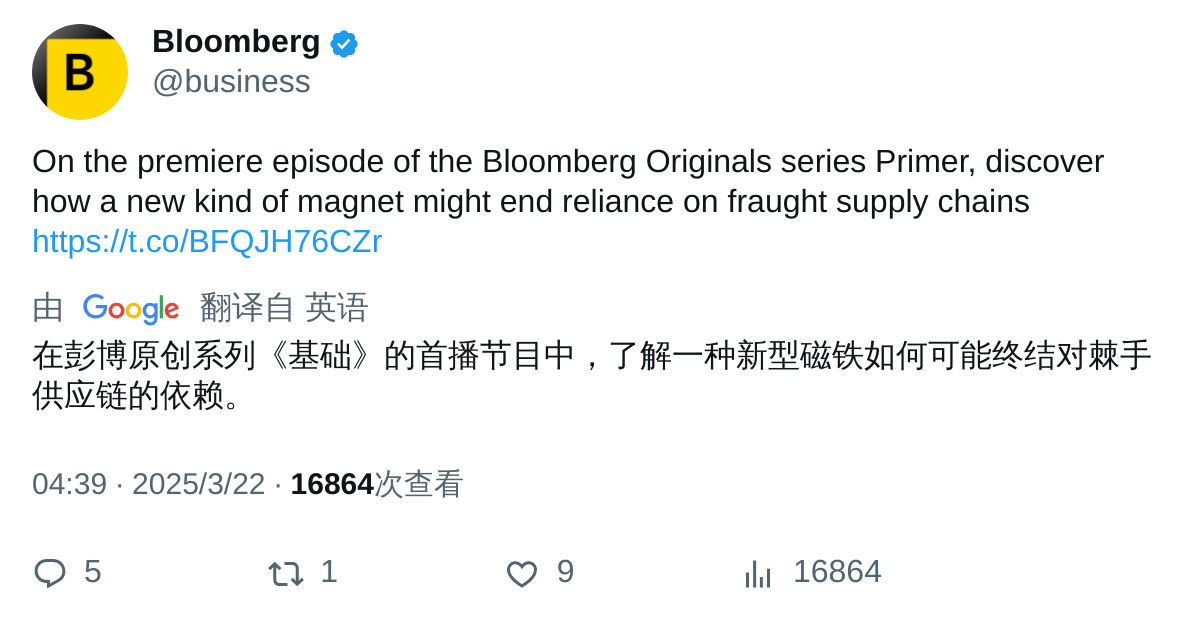 B
Bloomberg
@business
On the premiere episode of the Bloomberg Originals series Primer, discover
how a new kind of magnet might end reliance on fraught supply chains
https://t.co/BFQJH76CZr
由 Google 翻译自 英语
在彭博原创系列《基础》的首播节目中，了解一种新型磁铁如何可能终结对棘手
供应链的依赖。
04:39 · 2025/3/22 · 16864次查看
5 1 9 16864